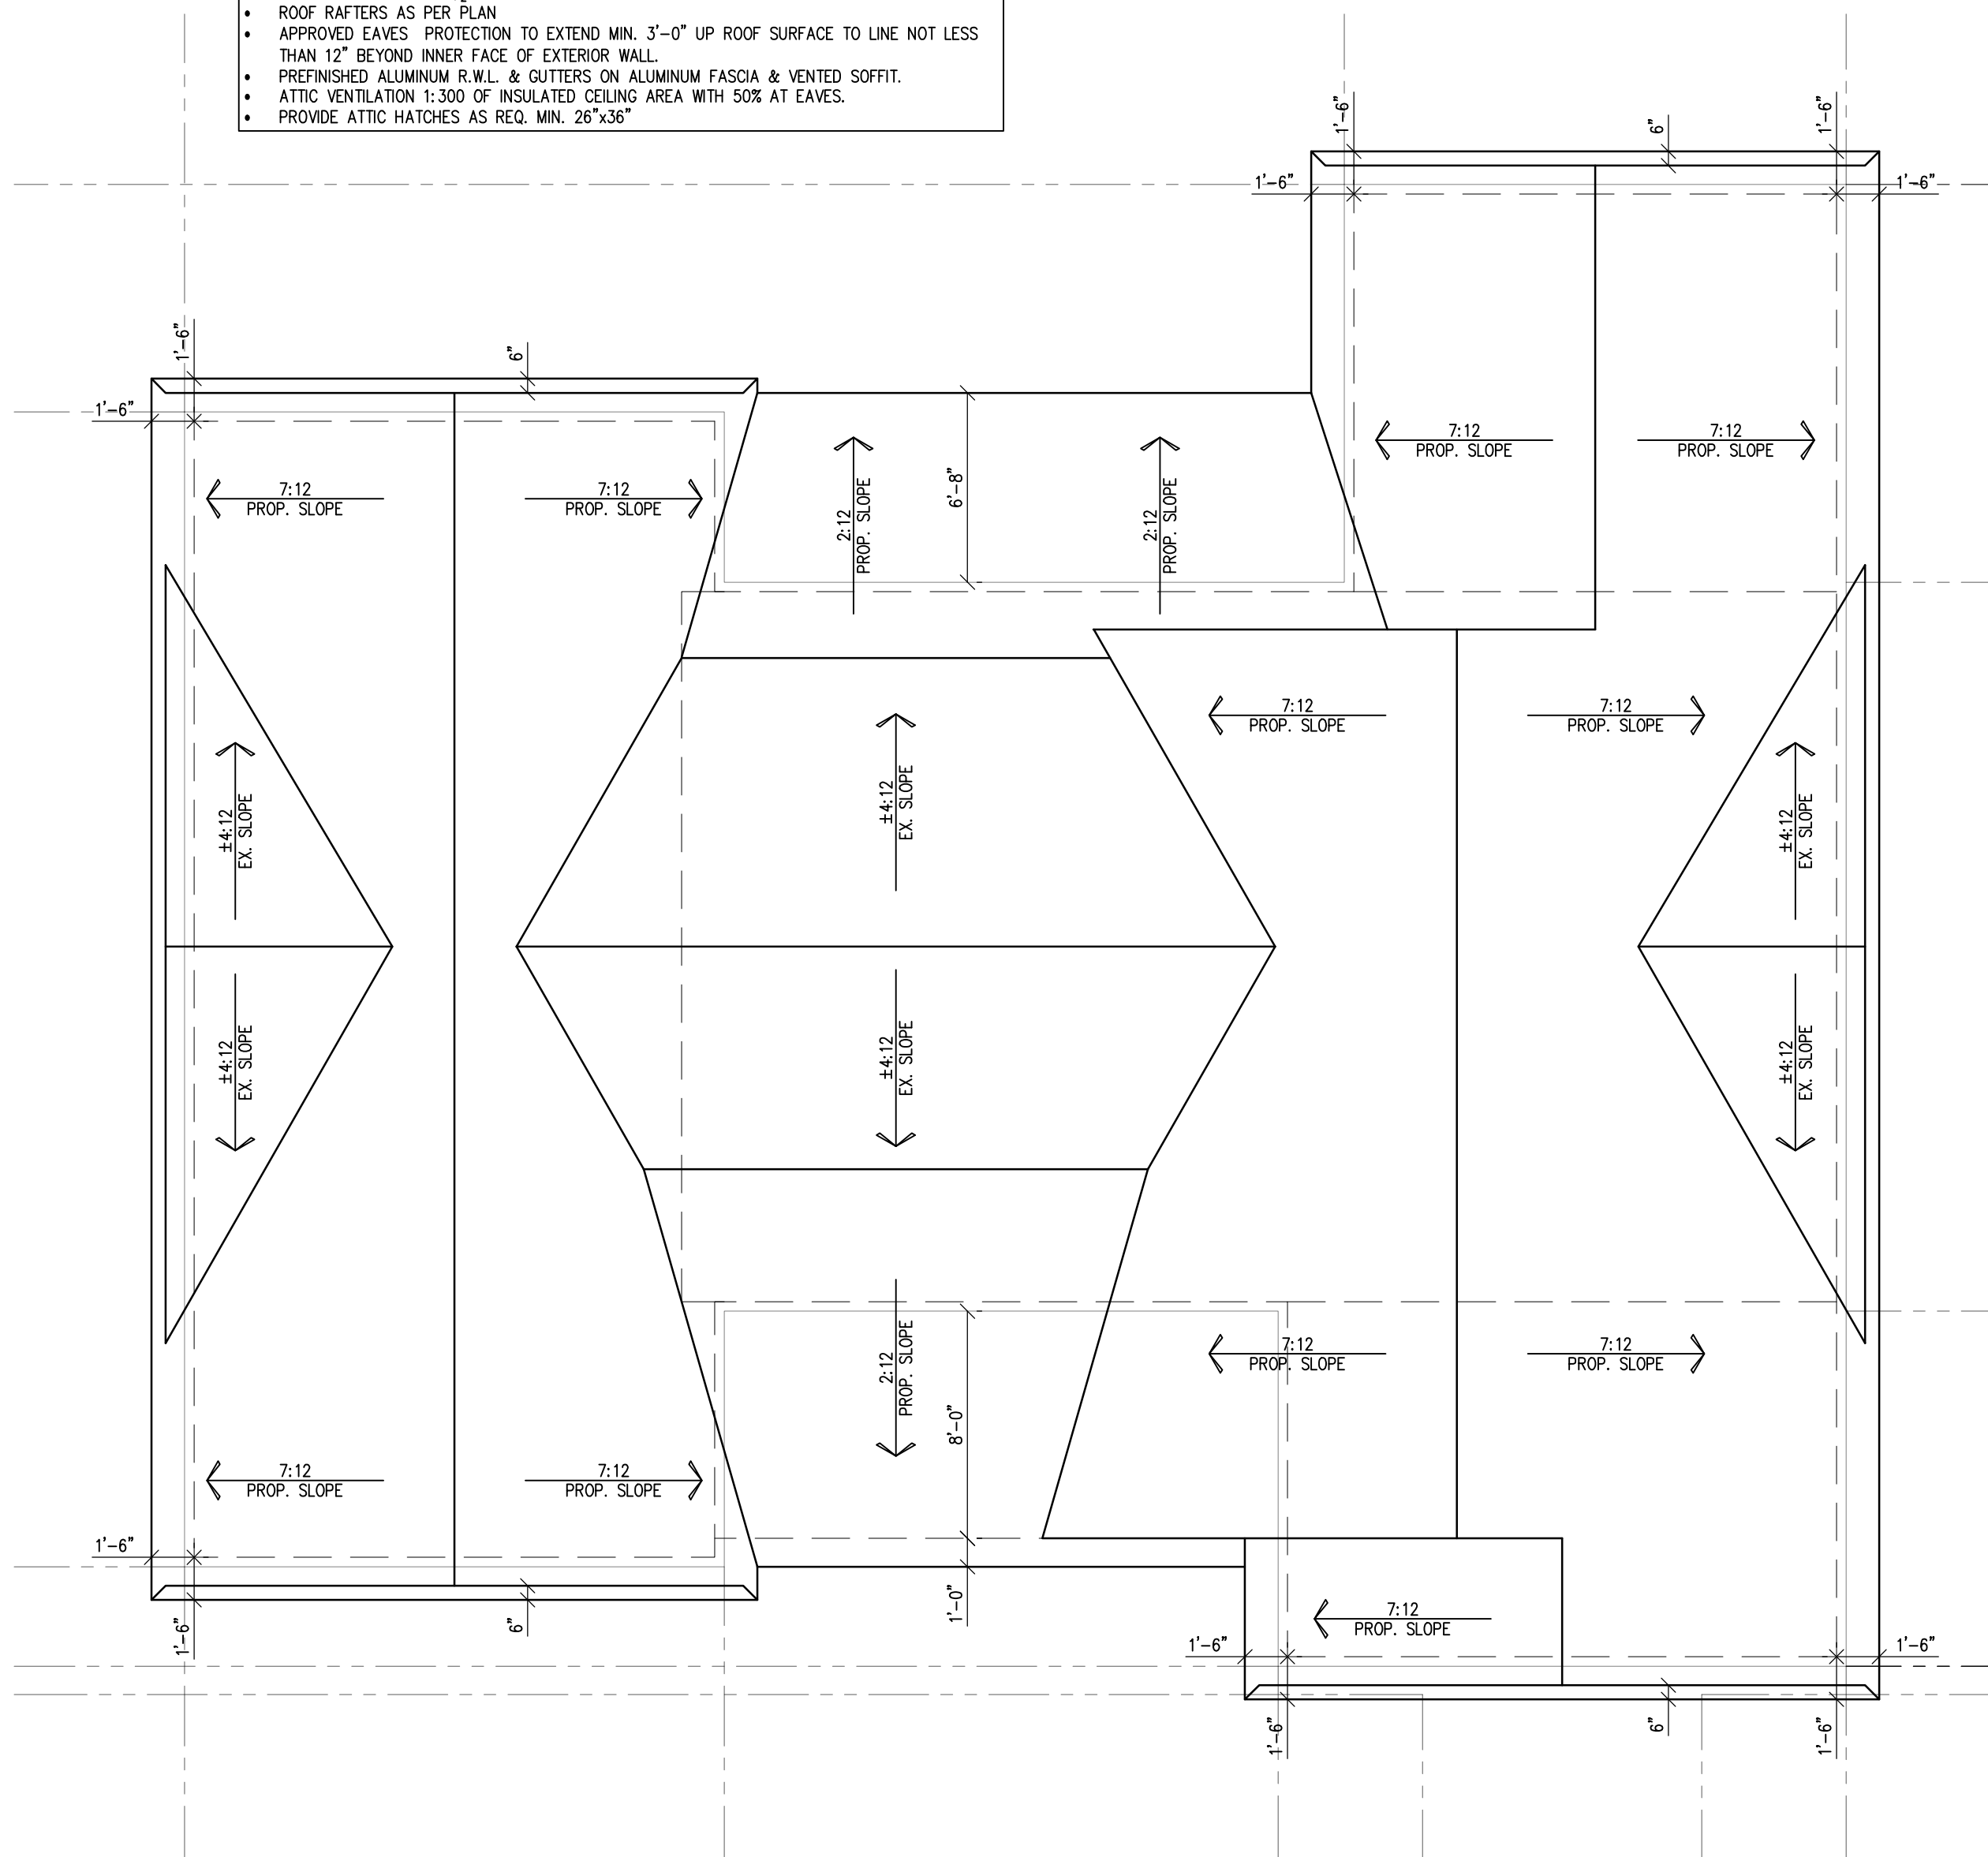 • ROOF RAFTERS AS PER PLAN
• APPROVED EAVES PROTECTION TO EXTEND MIN. 3'-0" UP ROOF SURFACE TO LINE NOT LESS
THAN 12" BEYOND INNER FACE OF EXTERIOR WALL.
• PREFINISHED ALUMINUM R.W.L. & GUTTERS ON ALUMINUM FASCIA & VENTED SOFFIT.
• ATTIC VENTILATION 1:300 OF INSULATED CEILING AREA WITH 50% AT EAVES.
• PROVIDE ATTIC HATCHES AS REQ. MIN. 26"x36"
1'-6"
6"
1'-6"
1'-6"
1'-6"
1'-6"
6"
1'-6"
7:12
PROP. SLOPE
7:12
PROP. SLOPE
7:12
PROP. SLOPE
7:12
PROP. SLOPE
2:12
PROP. SLOPE
6'-8"
2:12
PROP. SLOPE
7:12
PROP. SLOPE
7:12
PROP. SLOPE
±4:12
EX. SLOPE
±4:12
EX. SLOPE
±4:12
EX. SLOPE
±4:12
EX. SLOPE
±4:12
EX. SLOPE
±4:12
EX. SLOPE
2:12
PROP. SLOPE
7:12
PROP. SLOPE
7:12
PROP. SLOPE
8'-0"
7:12
PROP. SLOPE
7:12
PROP. SLOPE
1'-6"
1'-6"
6"
1'-0"
7:12
PROP. SLOPE
1'-6"
1'-6"
1'-6"
6"
1'-6"